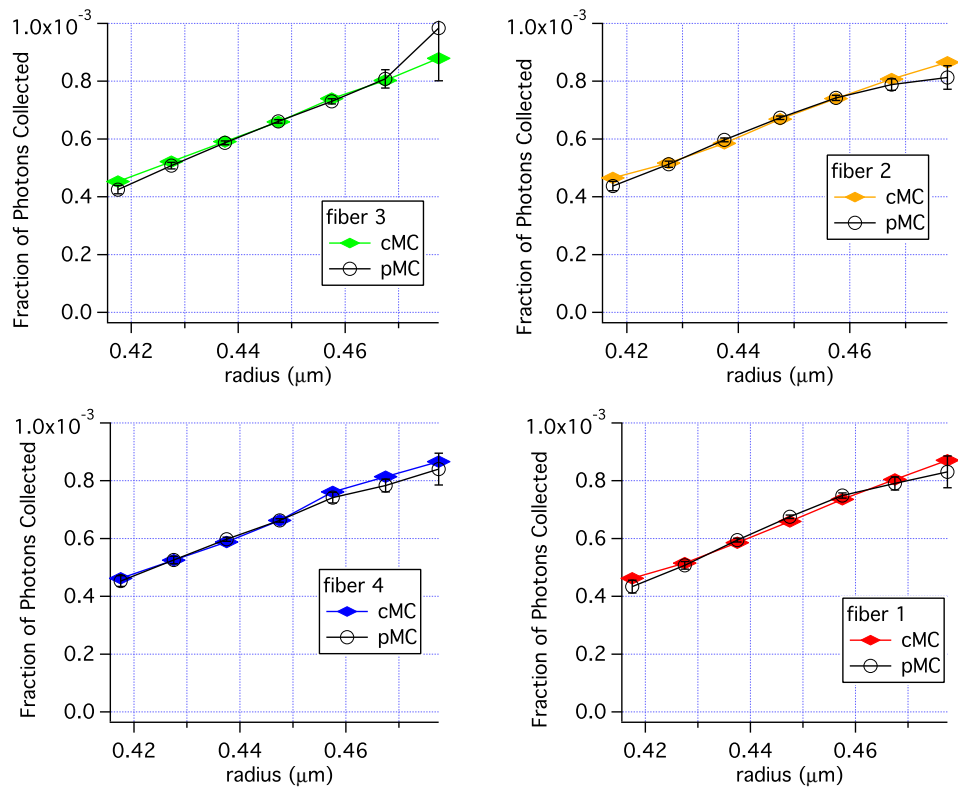 1.0x10-3
0.8
0.6
0.4
0.2
0.0
Fraction of Photons Collected
fiber 3
cMC
pMC
0.42 0.44 0.46
radius (μm)
1.0x10-3
0.8
0.6
0.4
0.2
0.0
Fraction of Photons Collected
fiber 2
cMC
pMC
0.42 0.44 0.46
radius (μm)
1.0x10-3
0.8
0.6
0.4
0.2
0.0
Fraction of Photons Collected
fiber 4
cMC
pMC
0.42 0.44 0.46
radius (μm)
1.0x10-3
0.8
0.6
0.4
0.2
0.0
Fraction of Photons Collected
fiber 1
cMC
pMC
0.42 0.44 0.46
radius (μm)